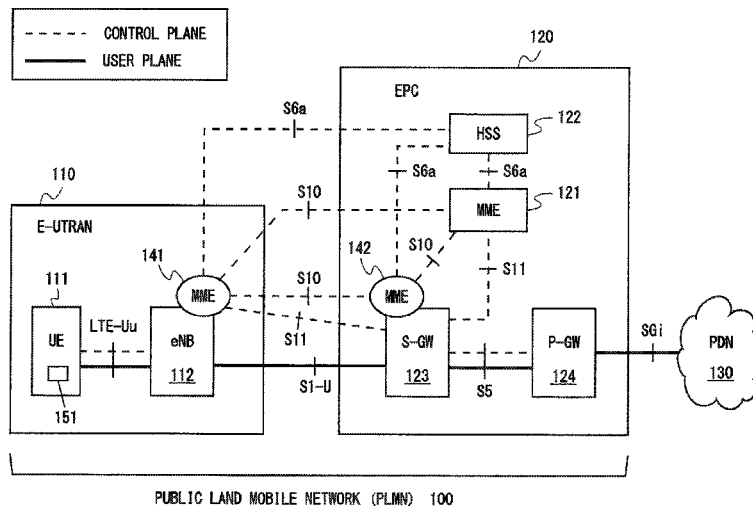 CONTROL PLANE
USER PLANE
120
EPC
S6a
HSS
122
S6a
S6a
110
S10
MME
121
E-UTRAN
141
142
S10
S11
111
MME
S10
MME
LTE-Uu
S11
UE
eNB
S-GW
P-GW
SGi
PDN
151
112
S1-U
123
S5
124
130
PUBLIC LAND MOBILE NETWORK (PLMN) 100